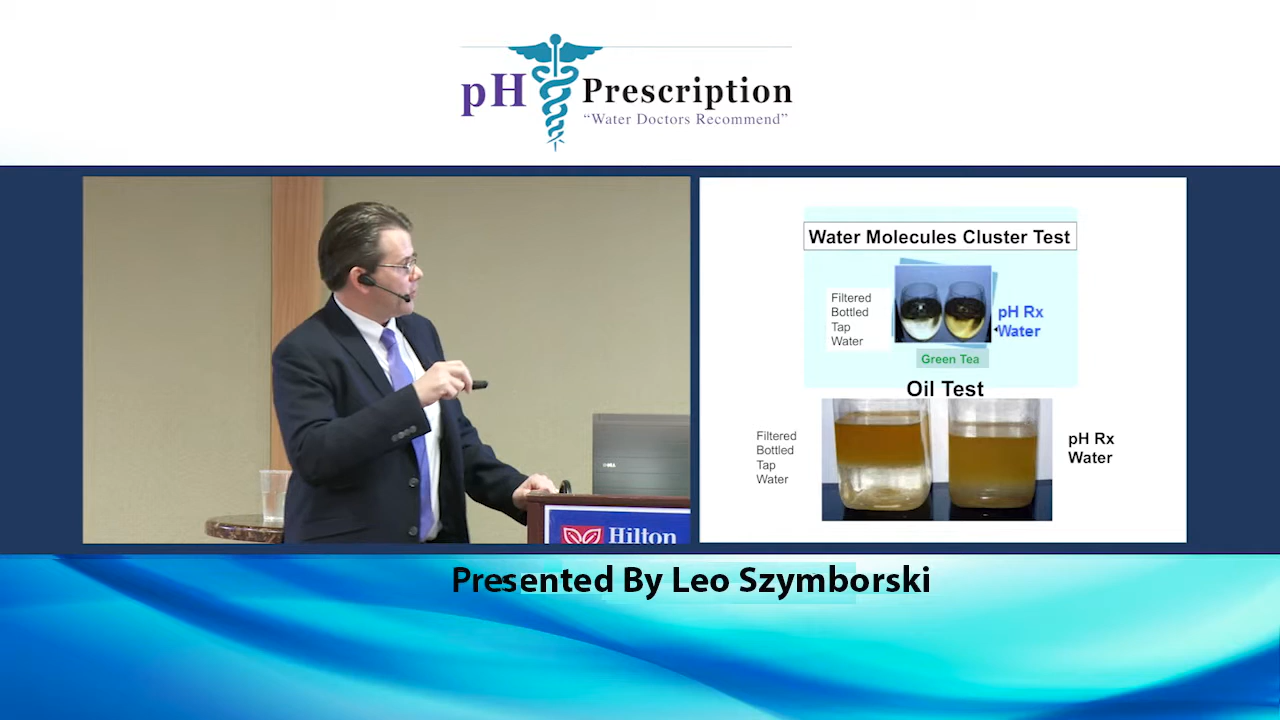 pH Prescription
“Water Doctors Recommend”
Water Molecules Cluster Test
Filtered
Bottled
Tap
Water
pH Rx
Water
Green Tea
Oil Test
Filtered
Bottled
Tap
Water
pH Rx
Water
DELL
Hilton
Presented By Leo Szymborski